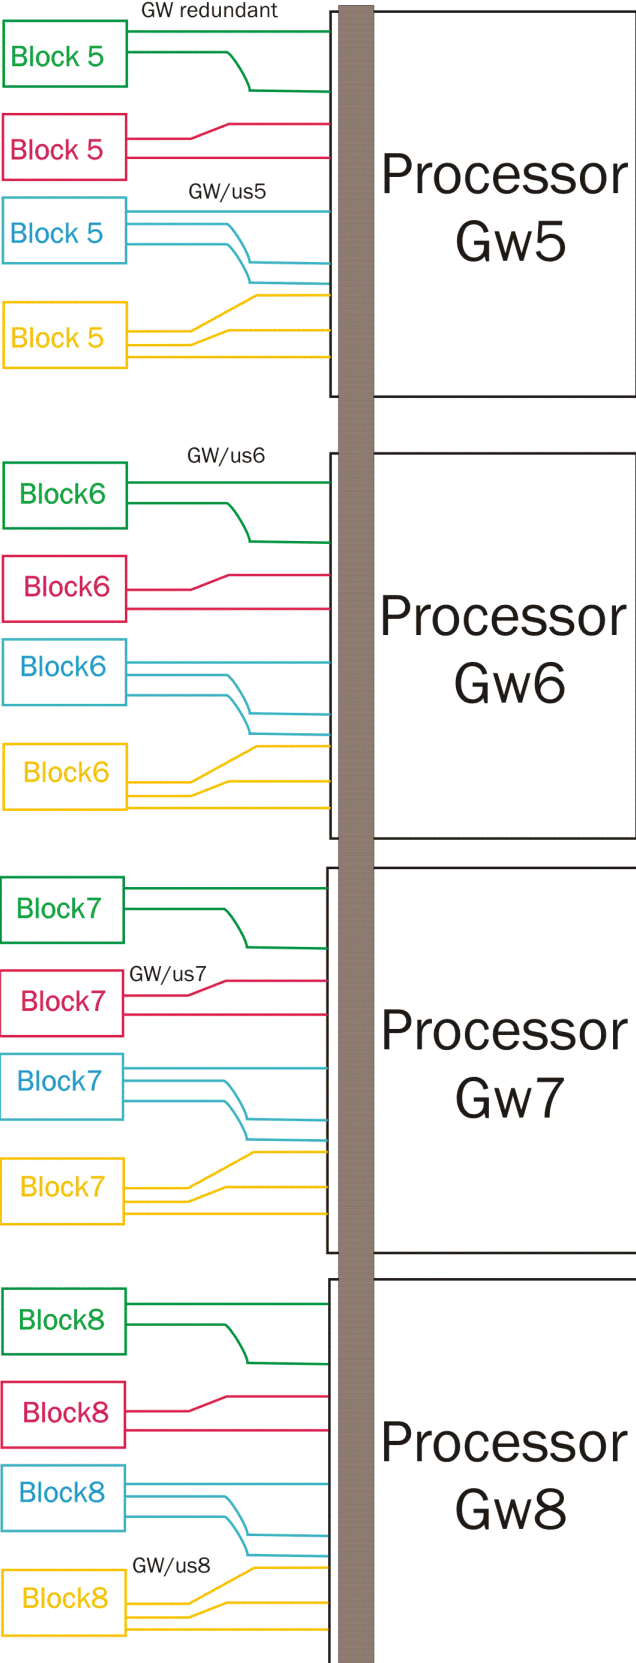 GW redundant
Block 5
Block 5
GW/us5
Block 5
Block 5
Processor
Gw5
GW/us6
Block6
Block6
Block6
Block6
Processor
Gw6
Block7
GW/us7
Block7
Block7
Block7
Processor
Gw7
Block8
Block8
Block8
GW/us8
Block8
Processor
Gw8